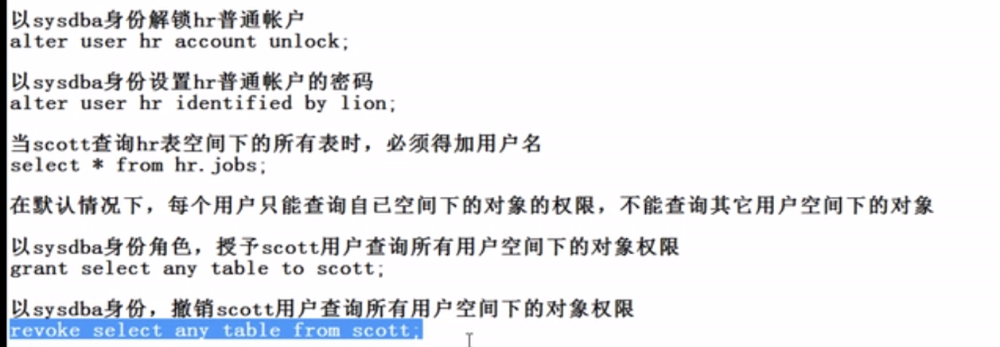 以sysdba身份解锁hr普通帐户
alter user hr account unlock;
以sysdba身份设置hr普通帐户的密码
alter user hr identified by lion;
当scott查询hr表空间下的所有表时，必须得加用户名
select * from hr.jobs;
在默认情况下，每个用户只能查询自已空间下的对象的权限，不能查询其它用户空间下的对象
以sysdba身份角色，授予scott用户查询所有用户空间下的对象权限
grant select any table to scott;
以sysdba身份，撤销scott用户查询所有用户空间下的对象权限
revoke select any table from scott;